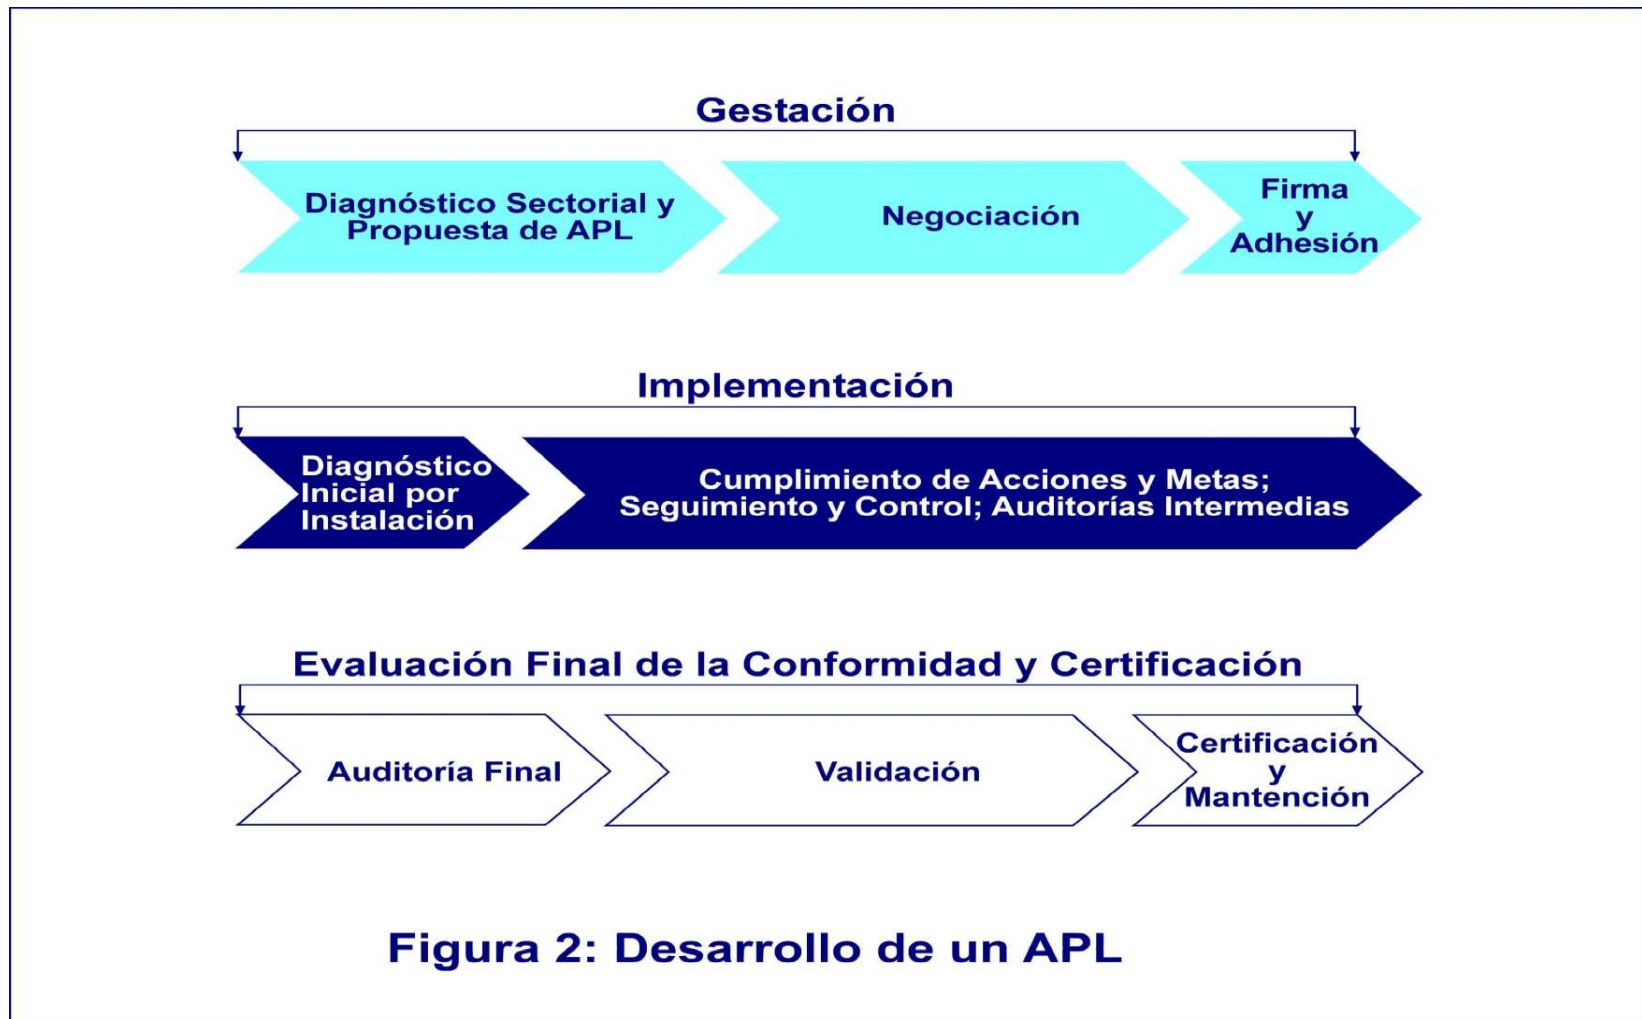 Gestación
Diagnóstico Sectorial y
Propuesta de APL
Negociación
Firma
y
Adhesión
Implementación
Diagnóstico
Inicial por
Instalación
Cumplimiento de Acciones y Metas;
Seguimiento y Control; Auditorías Intermedias
Evaluación Final de la Conformidad y Certificación
Auditoría Final
Validación
Certificación
y
Mantención
Figura 2: Desarrollo de un APL